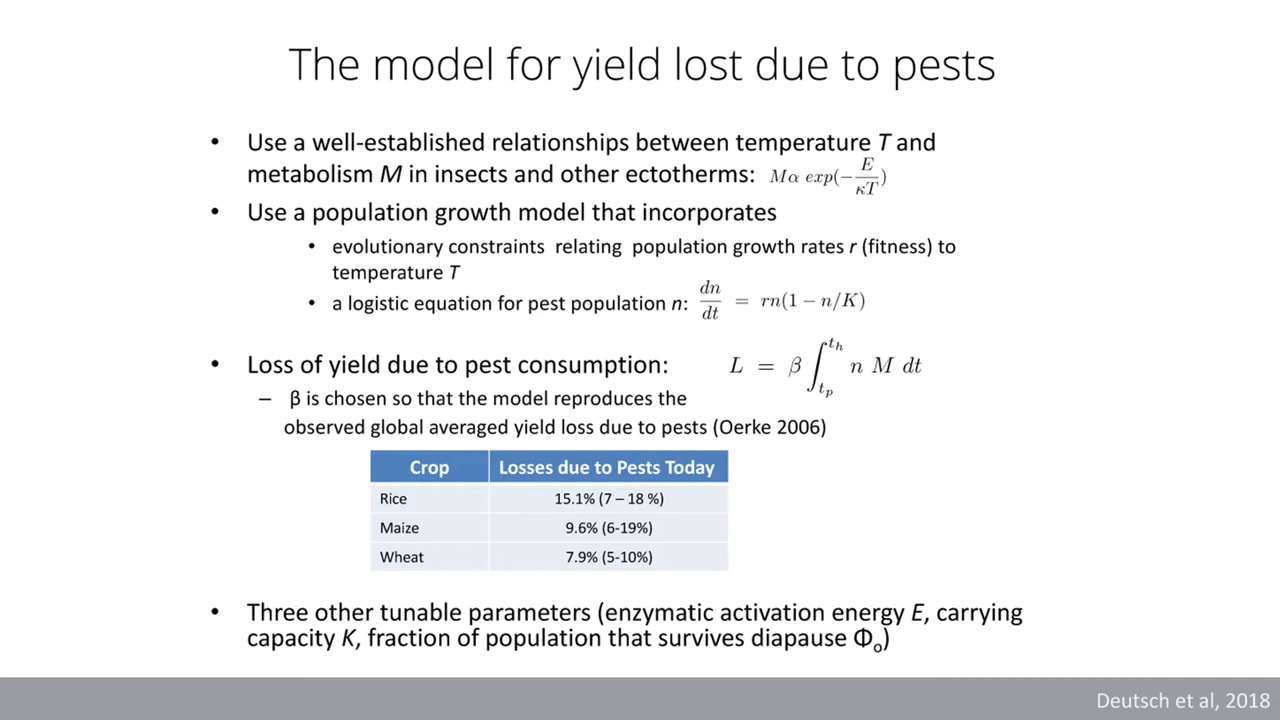 The model for yield lost due to pests
• Use a well-established relationships between temperature T and
metabolism M in insects and other ectotherms: Mα exp(−E/κT)
• Use a population growth model that incorporates
• evolutionary constraints relating population growth rates r (fitness) to
temperature T
• a logistic equation for pest population n: dn/dt = rn(1 − n/K)
• Loss of yield due to pest consumption: L = β ∫_{t_p}^{t_h} n M dt
– β is chosen so that the model reproduces the
observed global averaged yield loss due to pests (Oerke 2006)
Crop Losses due to Pests Today
Rice 15.1% (7 – 18 %)
Maize 9.6% (6-19%)
Wheat 7.9% (5-10%)
• Three other tunable parameters (enzymatic activation energy E, carrying
capacity K, fraction of population that survives diapause Φ₀)
Deutsch et al, 2018